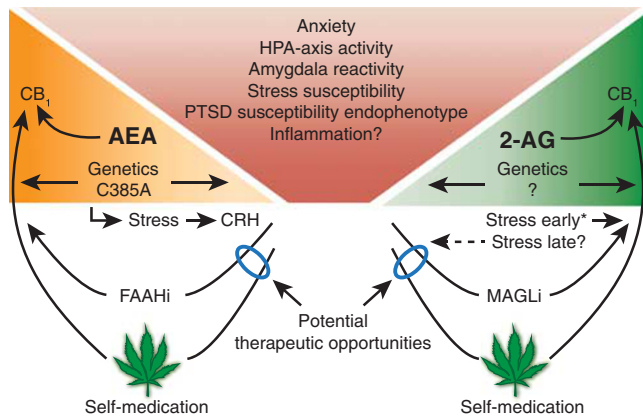 Anxiety
HPA-axis activity
Amygdala reactivity
Stress susceptibility
PTSD susceptibility endophenotype
Inflammation?
CB1
AEA
Genetics
C385A
Stress
CRH
FAAHi
Self-medication
Potential
therapeutic opportunities
CB1
2-AG
Genetics
?
Stress early*
Stress late?
MAGLi
Self-medication